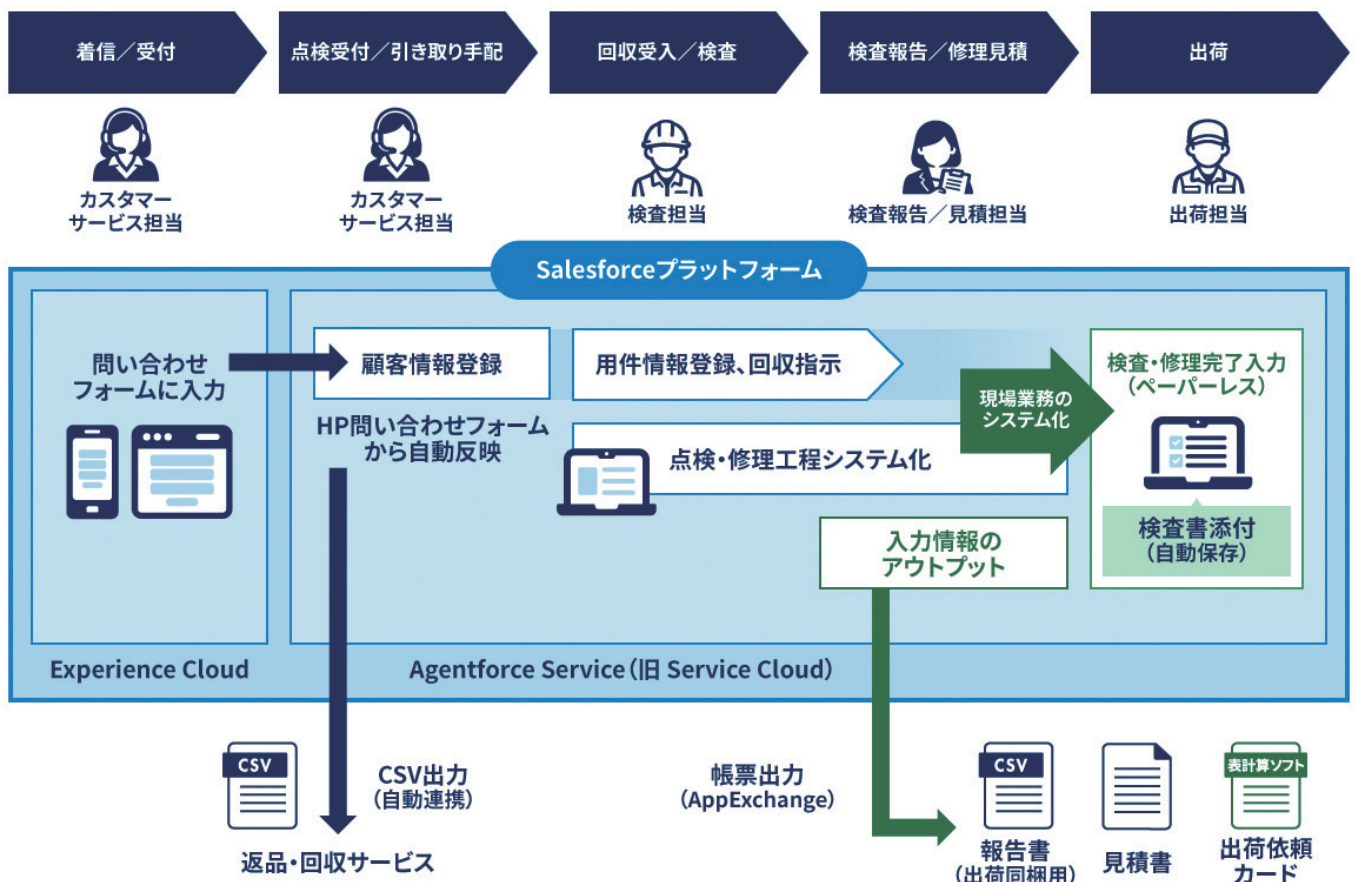 着信／受付
点検受付／引き取り手配
回収受入／検査
検査報告／修理見積
出荷
カスタマー
サービス担当
カスタマー
サービス担当
検査担当
検査報告／見積担当
出荷担当
Salesforceプラットフォーム
問い合わせ
フォームに入力
顧客情報登録
HP問い合わせフォーム
から自動反映
用件情報登録、回収指示
点検・修理工程システム化
現場業務の
システム化
検査・修理完了入力
（ペーパーレス）
検査書添付
（自動保存）
入力情報の
アウトプット
Experience Cloud
Agentforce Service（旧 Service Cloud）
CSV
CSV出力
（自動連携）
返品・回収サービス
帳票出力
（AppExchange）
CSV
報告書
（出荷同梱用）
見積書
表計算ソフト
出荷依頼
カード